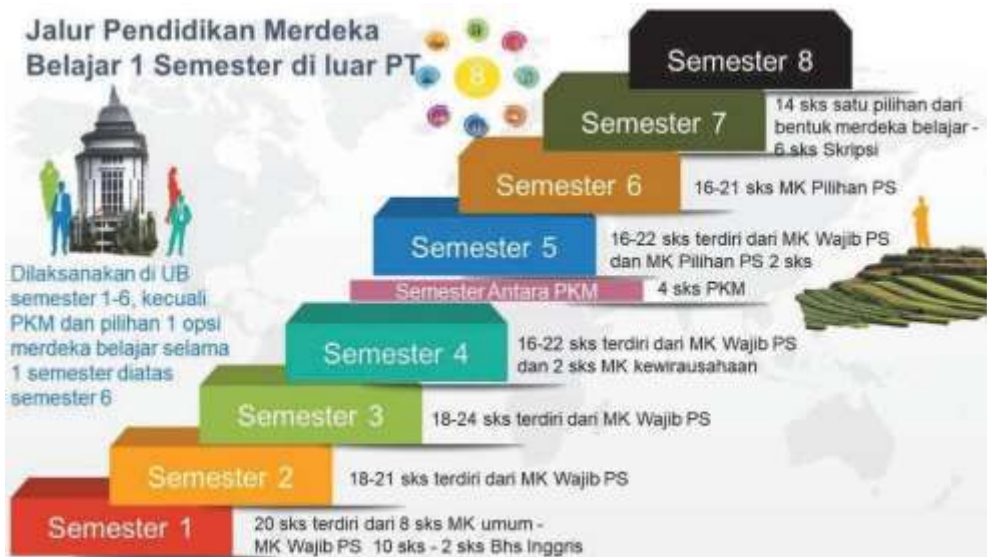 Jalur Pendidikan Merdeka
Belajar 1 Semester di luar PT
8
Semester 8
Semester 7
14 sks satu pilihan dari
bentuk merdeka belajar -
6 sks Skripsi
Semester 6
16-21 sks MK Pilihan PS
Semester 5
16-22 sks terdiri dari MK Wajib PS
dan MK Pilihan PS 2 sks
Semester Antara PKM
4 sks PKM
Dilaksanakan di UB
semester 1-6, kecuali
PKM dan pilihan 1 opsi
merdeka belajar selama
1 semester diatas
semester 6
Semester 4
16-22 sks terdiri dari MK Wajib PS
dan 2 sks MK kewirausahaan
Semester 3
18-24 sks terdiri dari MK Wajib PS
Semester 2
18-21 sks terdiri dari MK Wajib PS
Semester 1
20 sks terdiri dari 8 sks MK umum -
MK Wajib PS 10 sks - 2 sks Bhs Inggris